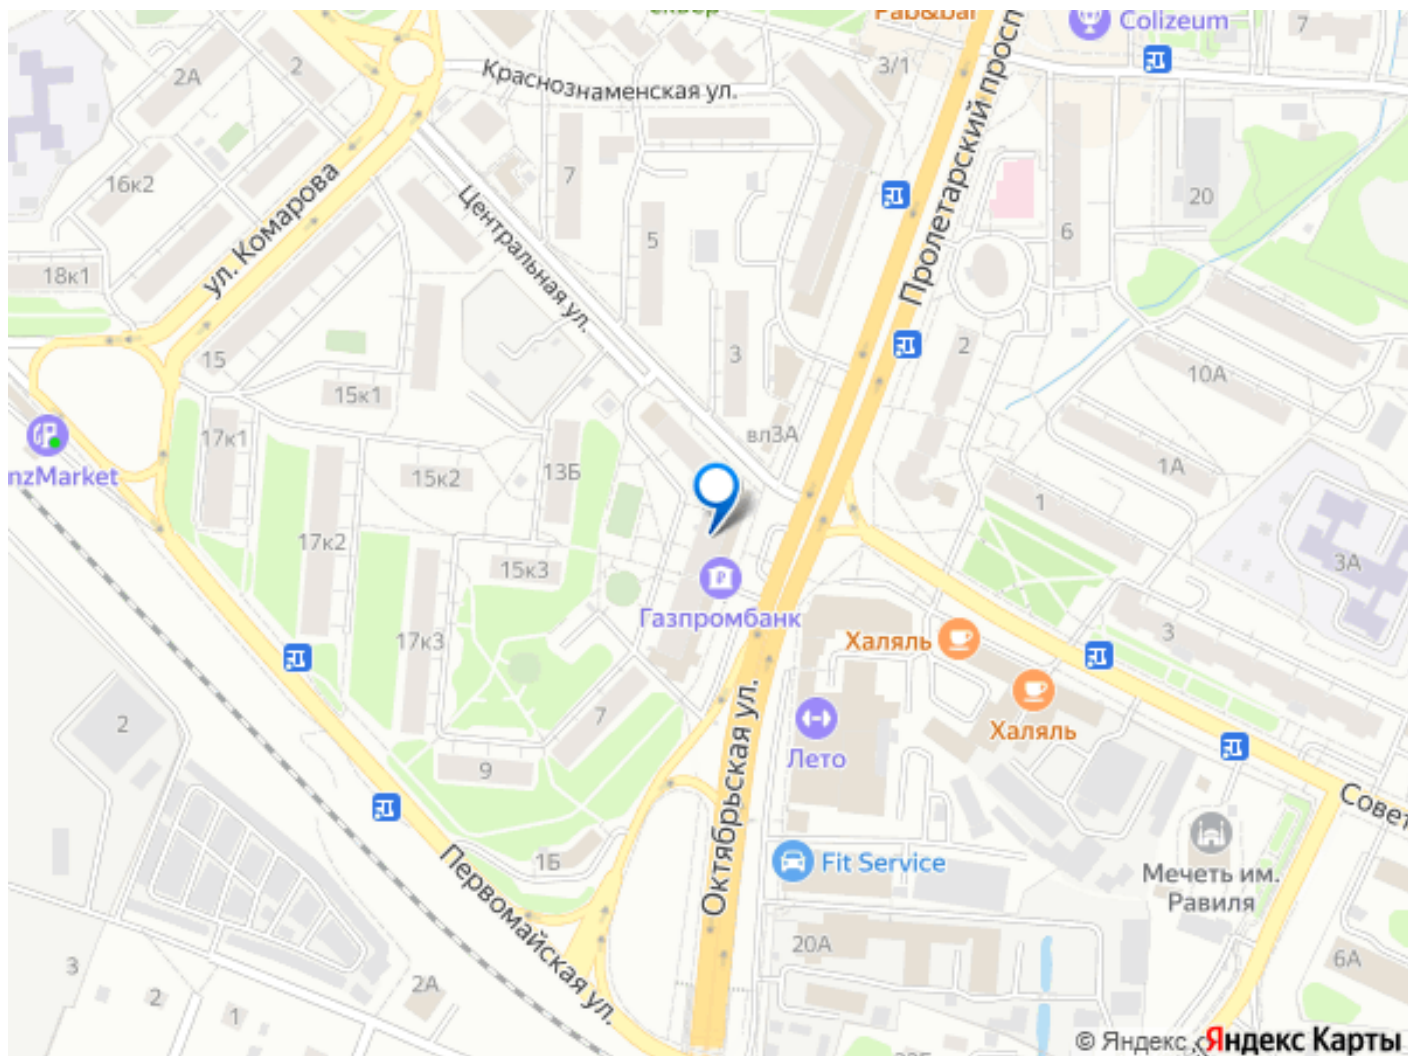 Colizeum
7
2
2А
3/1
Краснознаменская ул.
Пролетарский просп
16к2
7
20
ул. Комарова
Центральная ул.
5
6
18к1
15
3
2
10А
15к1
вл3А
17к1
nzMarket
15к2
13Б
1А
1
17к2
15к3
3А
Газпромбанк
17к3
Халяль
3
Халяль
7
Октябрьская ул.
2
Лето
9
Совет
1Б
Fit Service
Мечеть им.
Равиля
Первомайская ул.
20А
6А
3
2
2А
1
© Яндекс
Яндекс Карты